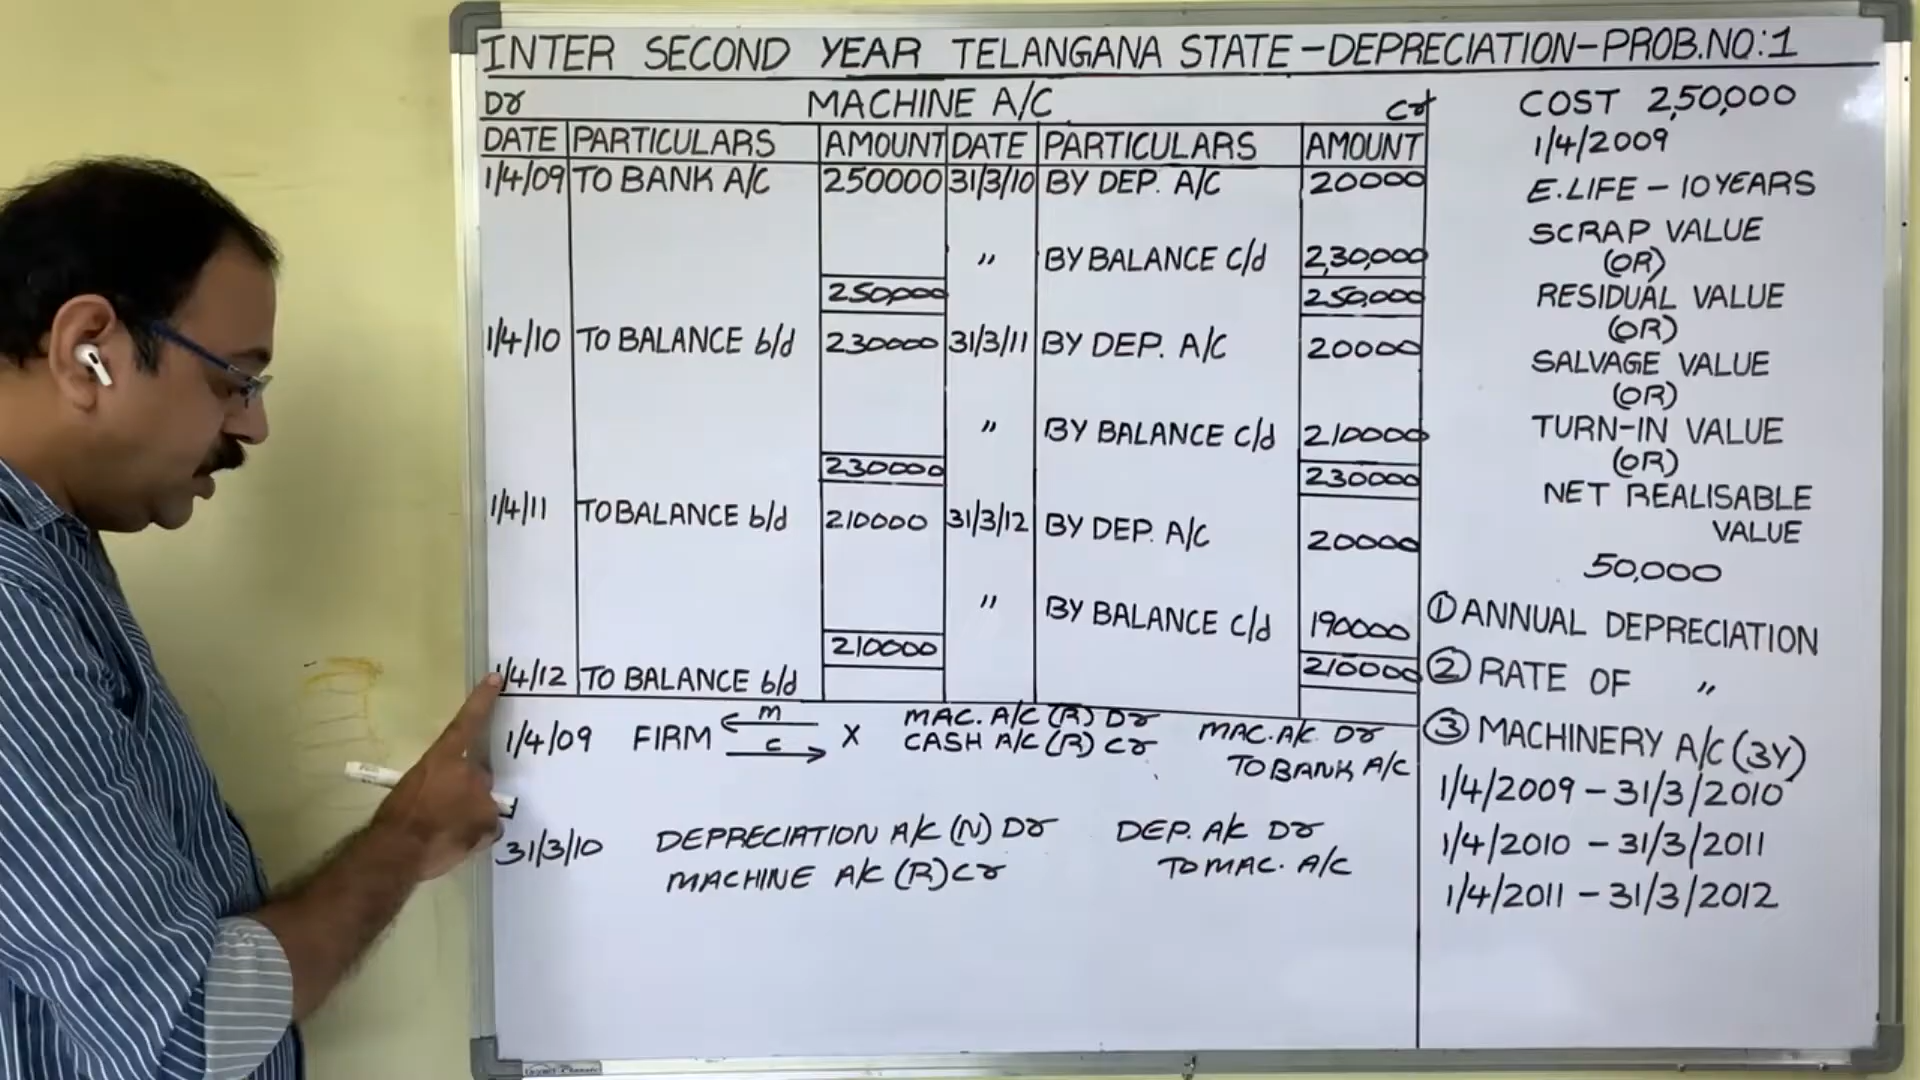 INTER SECOND YEAR TELANGANA STATE-DEPRECIATION-PROB.NO:1
Dr MACHINE A/C Cr
DATE PARTICULARS AMOUNT DATE PARTICULARS AMOUNT
1/4/09 TO BANK A/C 250000 31/3/10 BY DEP. A/C 20000
" BY BALANCE c/d 2,30,000
250,000 250,000
1/4/10 TO BALANCE b/d 230000 31/3/11 BY DEP. A/C 20000
" BY BALANCE c/d 210000
230000 230000
1/4/11 TO BALANCE b/d 210000 31/3/12 BY DEP. A/C 20000
" BY BALANCE c/d 190000
210000 210000
1/4/12 TO BALANCE b/d
1/4/09 FIRM m c X MAC. A/C (R) Dr MAC. A/C Dr
CASH A/C (R) Cr TO BANK A/C
31/3/10 DEPRECIATION A/C (N) Dr DEP. A/C Dr
MACHINE A/C (R) Cr TO MAC. A/C
COST 2,50,000
1/4/2009
E.LIFE - 10 YEARS
SCRAP VALUE
(OR)
RESIDUAL VALUE
(OR)
SALVAGE VALUE
(OR)
TURN-IN VALUE
(OR)
NET REALISABLE
VALUE
50,000
① ANNUAL DEPRECIATION
② RATE OF "
③ MACHINERY A/C (3Y)
1/4/2009 - 31/3/2010
1/4/2010 - 31/3/2011
1/4/2011 - 31/3/2012